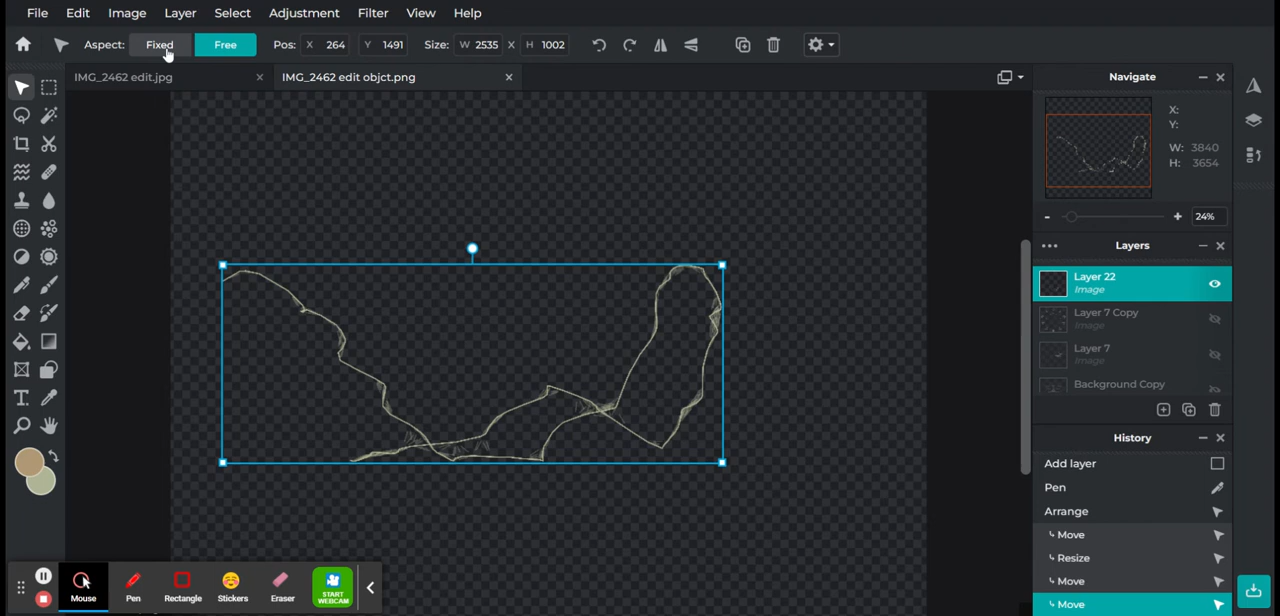 File Edit Image Layer Select Adjustment Filter View Help
Aspect: Fixed Free Pos: X 264 Y 1491 Size: W 2535 X H 1002
IMG_2462 edit.jpg × IMG_2462 edit objct.png ×
Navigate
X:
Y:
W: 3840
H: 3654
- + 24%
Layers
Layer 22
Image
Layer 7 Copy
Image
Layer 7
Image
Background Copy
History
Add layer
Pen
Arrange
Move
Resize
Move
Move
Mouse Pen Rectangle Stickers Eraser START WEBCAM